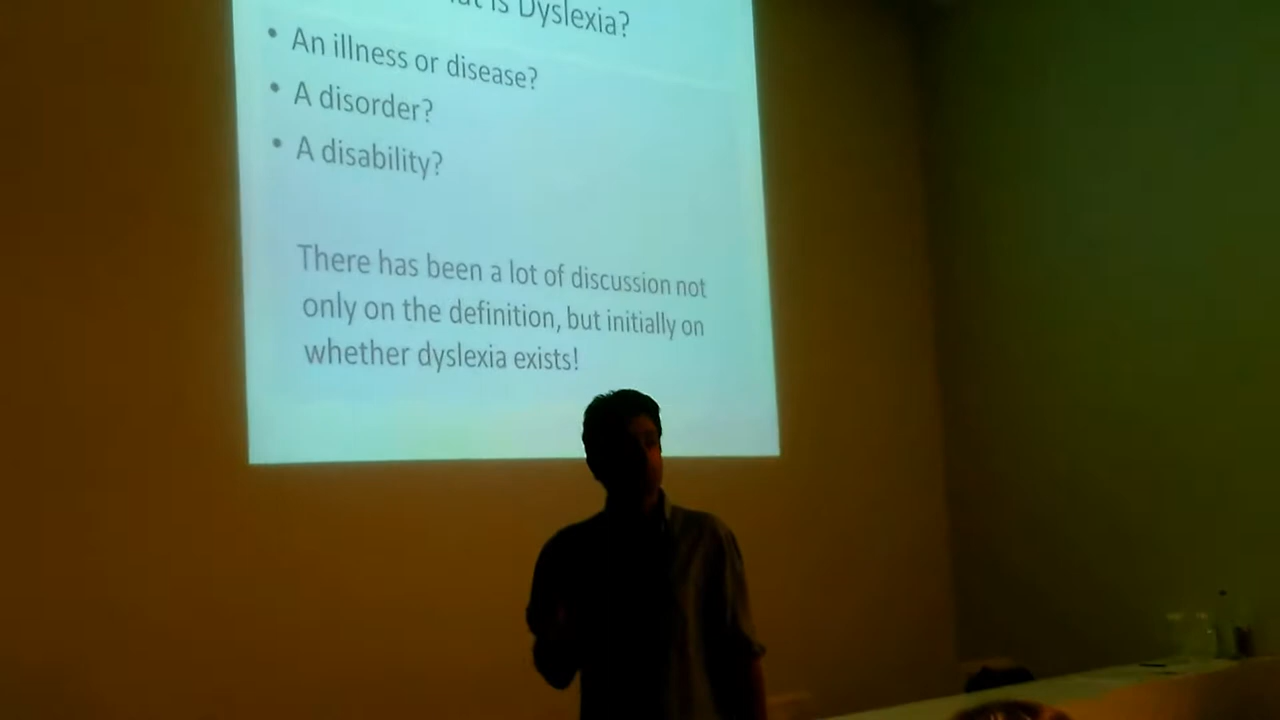 is Dyslexia?
• An illness or disease?
• A disorder?
• A disability?
There has been a lot of discussion not
only on the definition, but initially on
whether dyslexia exists!